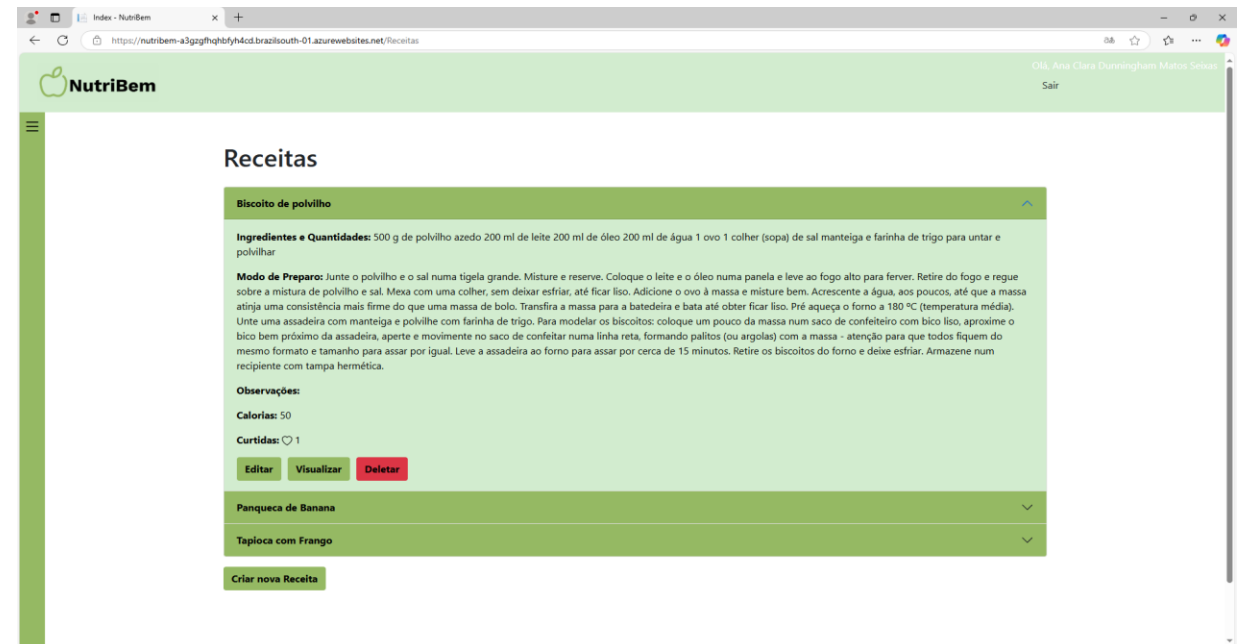 Index - NutriBem
https://nutribem-a3gzgfhqhbfyh4cd.brazilsouth-01.azurewebsites.net/Receitas
NutriBem
Olá, Ana Clara Dunningham Matos Seixas
Sair
Receitas
Biscoito de polvilho
Ingredientes e Quantidades: 500 g de polvilho azedo 200 ml de leite 200 ml de óleo 200 ml de água 1 ovo 1 colher (sopa) de sal manteiga e farinha de trigo para untar e
polvilhar
Modo de Preparo: Junte o polvilho e o sal numa tigela grande. Misture e reserve. Coloque o leite e o óleo numa panela e leve ao fogo alto para ferver. Retire do fogo e regue
sobre a mistura de polvilho e sal. Mexa com uma colher, sem deixar esfriar, até ficar liso. Adicione o ovo à massa e misture bem. Acrescente a água, aos poucos, até que a massa
atinja uma consistência mais firme do que uma massa de bolo. Transfira a massa para a batedeira e bata até obter ficar liso. Pré aqueça o forno a 180 ºC (temperatura média).
Unte uma assadeira com manteiga e polvilhe com farinha de trigo. Para modelar os biscoitos: coloque um pouco da massa num saco de confeiteiro com bico liso, aproxime o
bico bem próximo da assadeira, aperte e movimente no saco de confeitar numa linha reta, formando palitos (ou argolas) com a massa - atenção para que todos fiquem do
mesmo formato e tamanho para assar por igual. Leve a assadeira ao forno para assar por cerca de 15 minutos. Retire os biscoitos do forno e deixe esfriar. Armazene num
recipiente com tampa hermética.
Observações:
Calorias: 50
Curtidas: 1
Editar Visualizar Deletar
Panqueca de Banana
Tapioca com Frango
Criar nova Receita